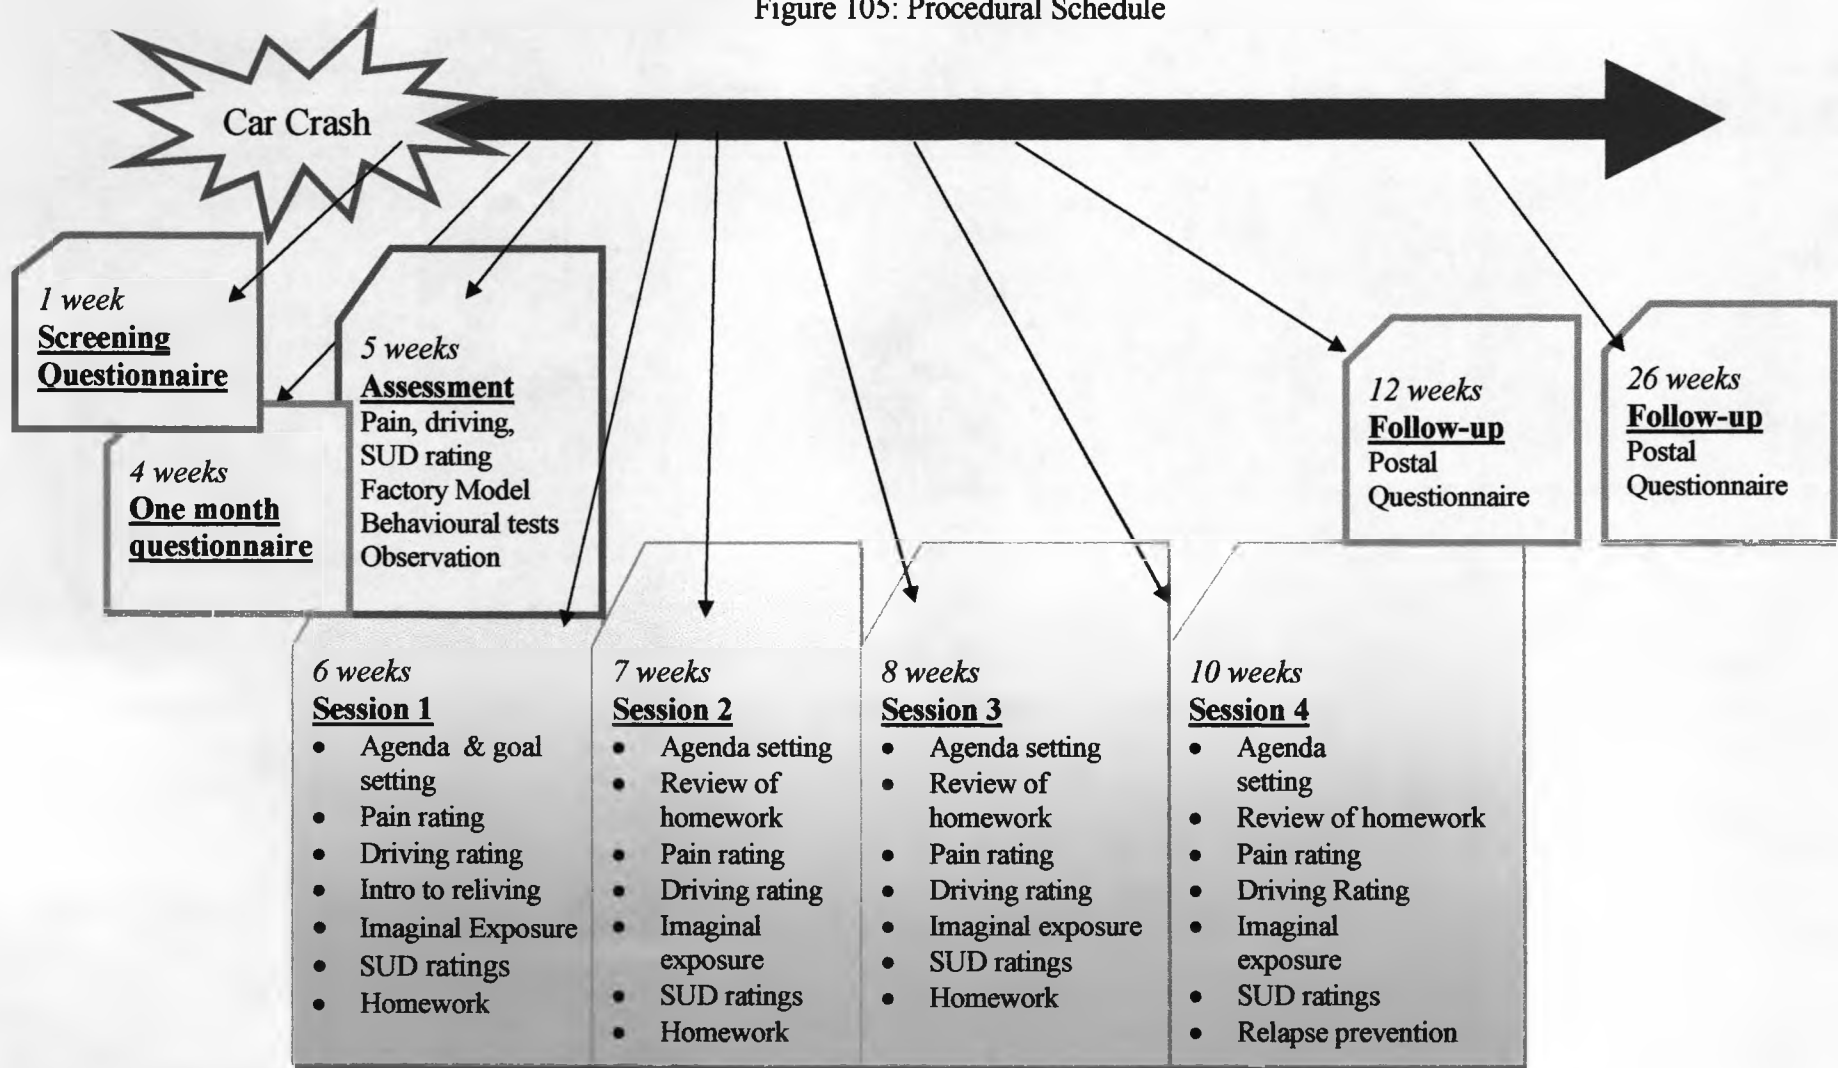 Figure 105: Procedural Schedule
Car Crash
1 week
Screening
Questionnaire
4 weeks
One month
questionnaire
5 weeks
Assessment
Pain, driving,
SUD rating
Factory Model
Behavioural tests
Observation
6 weeks
Session 1
• Agenda & goal
setting
• Pain rating
• Driving rating
• Intro to reliving
• Imaginal Exposure
• SUD ratings
• Homework
7 weeks
Session 2
• Agenda setting
• Review of
homework
• Pain rating
• Driving rating
• Imaginal
exposure
• SUD ratings
• Homework
8 weeks
Session 3
• Agenda setting
• Review of
homework
• Pain rating
• Driving rating
• Imaginal exposure
• SUD ratings
• Homework
10 weeks
Session 4
• Agenda
setting
• Review of homework
• Pain rating
• Driving Rating
• Imaginal
exposure
• SUD ratings
• Relapse prevention
12 weeks
Follow-up
Postal
Questionnaire
26 weeks
Follow-up
Postal
Questionnaire